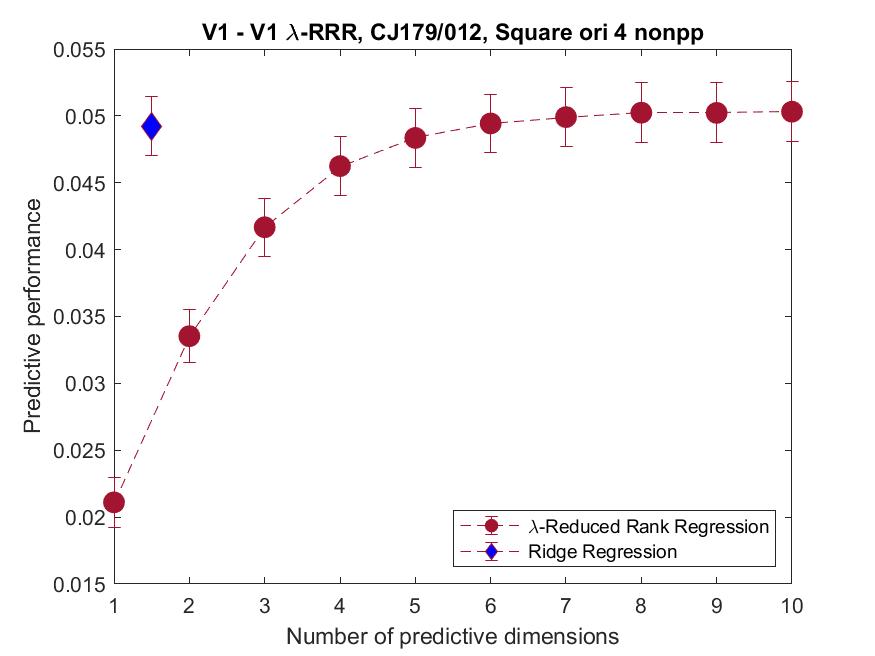 V1 - V1 λ-RRR, CJ179/012, Square ori 4 nonpp
0.055
0.05
0.045
0.04
0.035
0.03
0.025
0.02
0.015
Predictive performance
λ-Reduced Rank Regression
Ridge Regression
1 2 3 4 5 6 7 8 9 10
Number of predictive dimensions